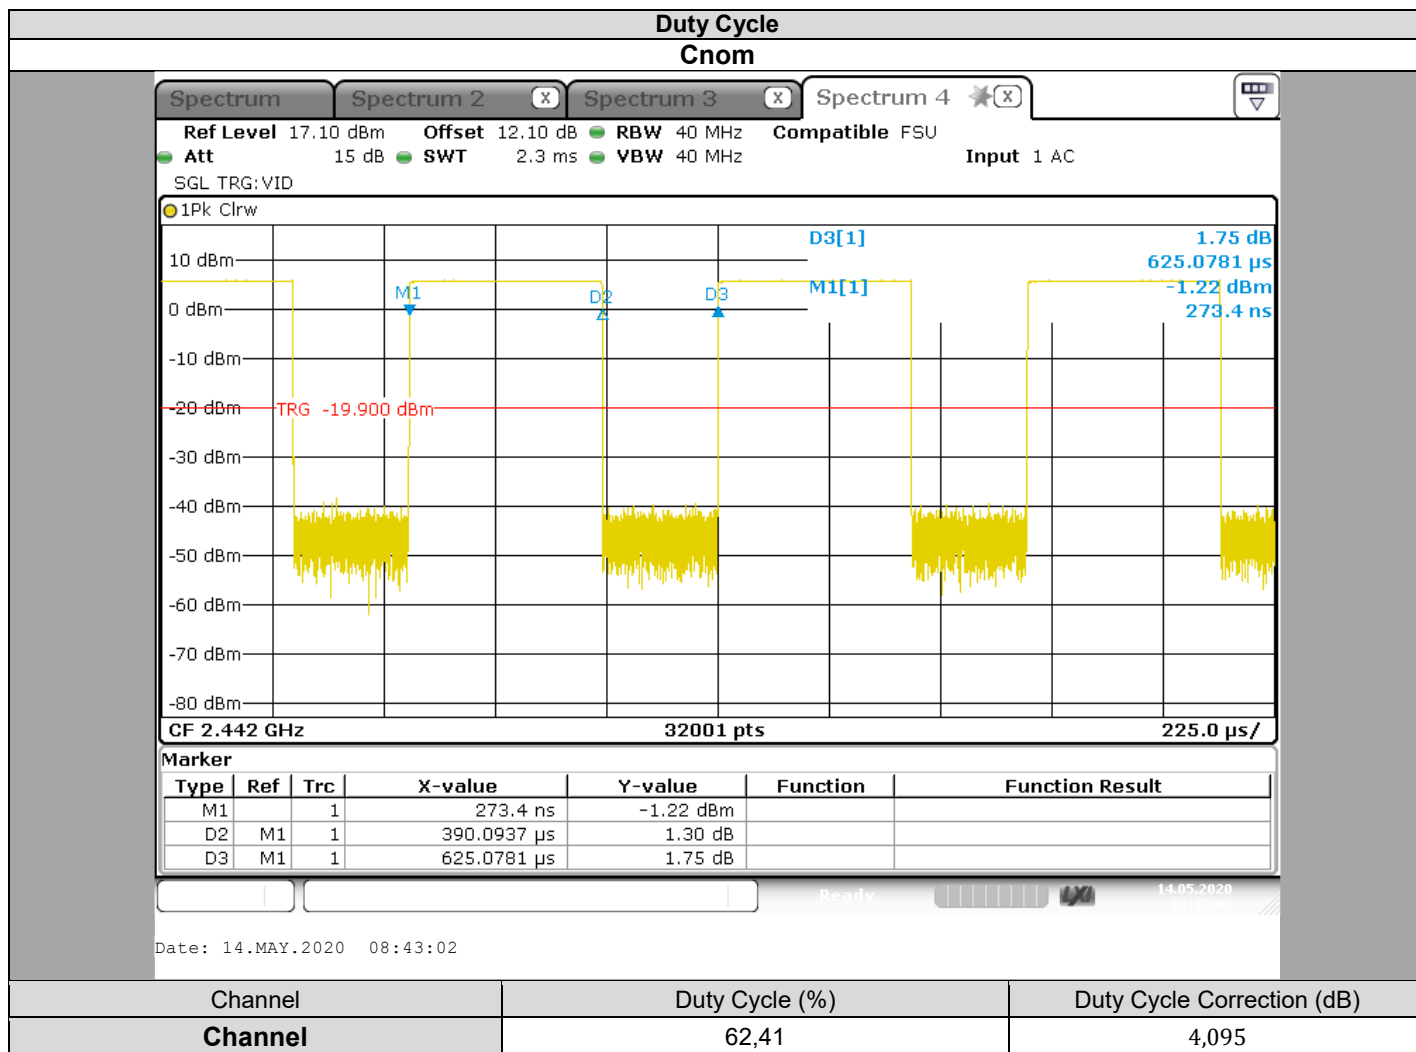 Duty Cycle
Cnom
Spectrum Spectrum 2 X Spectrum 3 X Spectrum 4 X
Ref Level 17.10 dBm Offset 12.10 dB RBW 40 MHz Compatible FSU
Att 15 dB SWT 2.3 ms VBW 40 MHz Input 1 AC
SGL TRG:VID
1Pk Clrw
D3[1] 1.75 dB
10 dBm 625.0781 µs
M1 D2 D3 M1[1] -1.22 dBm
0 dBm 273.4 ns
-10 dBm
-20 dBm TRG -19.900 dBm
-30 dBm
-40 dBm
-50 dBm
-60 dBm
-70 dBm
-80 dBm
CF 2.442 GHz 32001 pts 225.0 µs/
Marker
Type Ref Trc X-value Y-value Function Function Result
M1 1 273.4 ns -1.22 dBm
D2 M1 1 390.0937 µs 1.30 dB
D3 M1 1 625.0781 µs 1.75 dB
Ready LXI 14.05.2020
08:43:02
Date: 14.MAY.2020 08:43:02
Channel Duty Cycle (%) Duty Cycle Correction (dB)
Channel 62,41 4,095